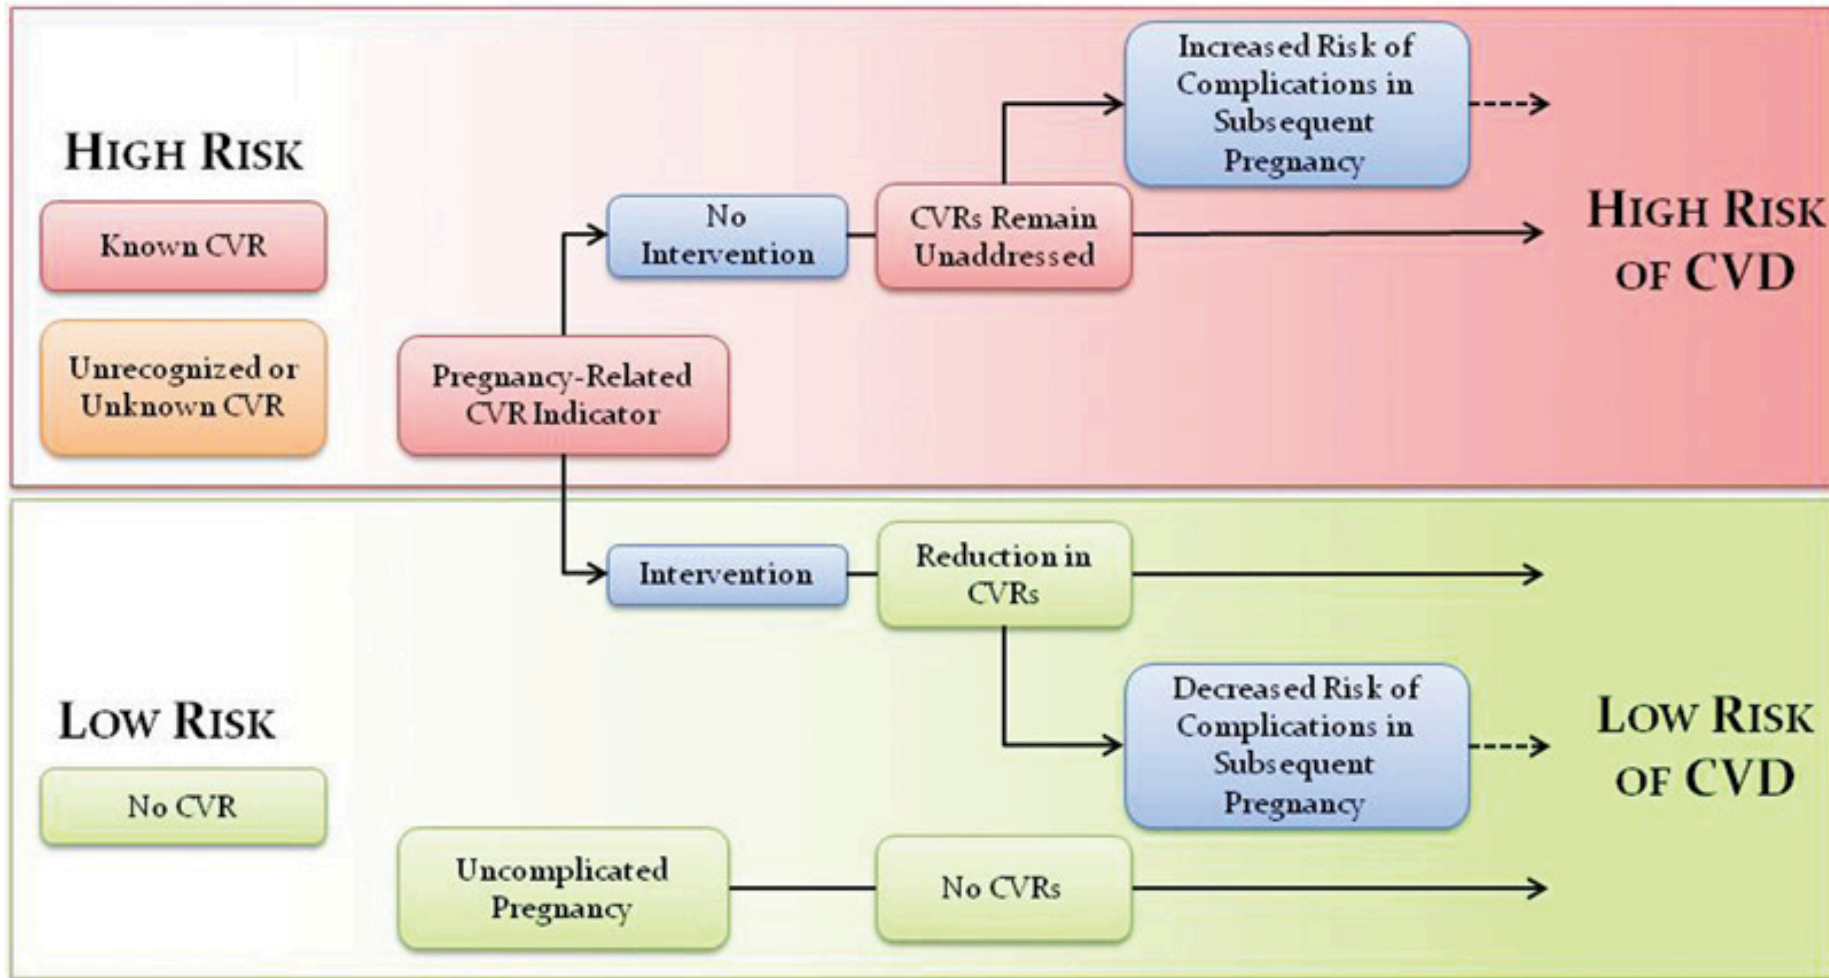 HIGH RISK
Known CVR
Unrecognized or
Unknown CVR
Pregnancy-Related
CVR Indicator
No
Intervention
CVRs Remain
Unaddressed
Increased Risk of
Complications in
Subsequent
Pregnancy
HIGH RISK
OF CVD
LOW RISK
No CVR
Intervention
Reduction in
CVRs
Decreased Risk of
Complications in
Subsequent
Pregnancy
Uncomplicated
Pregnancy
No CVRs
LOW RISK
OF CVD